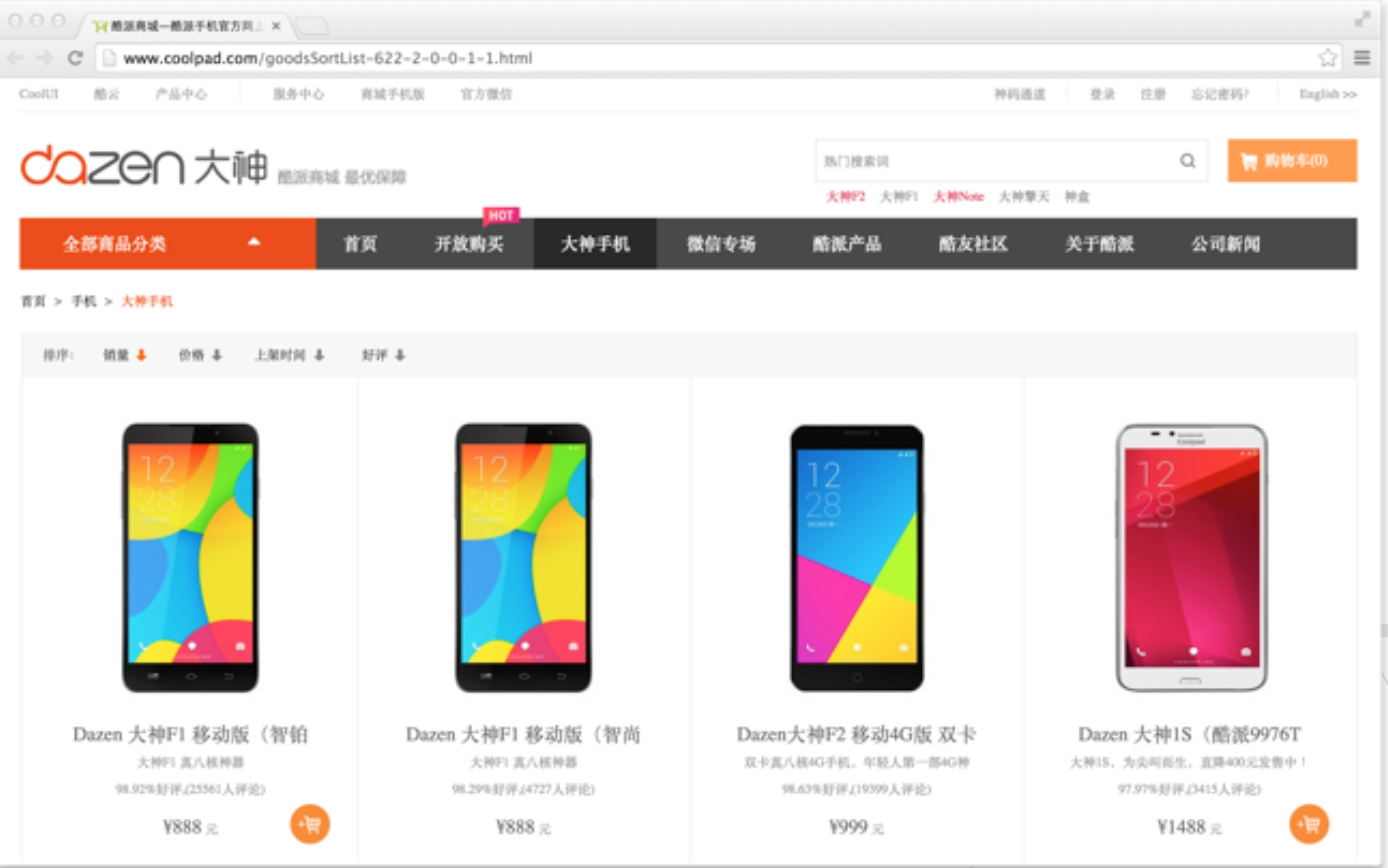 酷派商城—酷派手机官方网上
www.coolpad.com/goodsSortList-622-2-0-0-1-1.html
CoolUI 酷云 产品中心 服务中心 商城手机版 官方微信 神码通道 登录 注册 忘记密码? English >>
dazen 大神 酷派商城 最优保障
热门搜索词
购物车(0)
大神F2 大神F1 大神Note 大神擎天 神盒
HOT
全部商品分类 首页 开放购买 大神手机 微信专场 酷派产品 酷友社区 关于酷派 公司新闻
首页 > 手机 > 大神手机
排序: 销量 价格 上架时间 好评
12 12 12 12
28 28 28 28
Coolpad
Dazen 大神F1 移动版（智铂 Dazen 大神F1 移动版（智尚 Dazen大神F2 移动4G版 双卡 Dazen 大神1S（酷派9976T
大神F1 真八核神器 大神F1 真八核神器 双卡真八核4G手机，年轻人第一部4G神 大神1S，为尖叫而生，直降400元发售中！
98.92%好评,(25561人评论) 98.29%好评,(4727人评论) 98.63%好评,(19399人评论) 97.97%好评,(3415人评论)
¥888 元 ¥888 元 ¥999 元 ¥1488 元